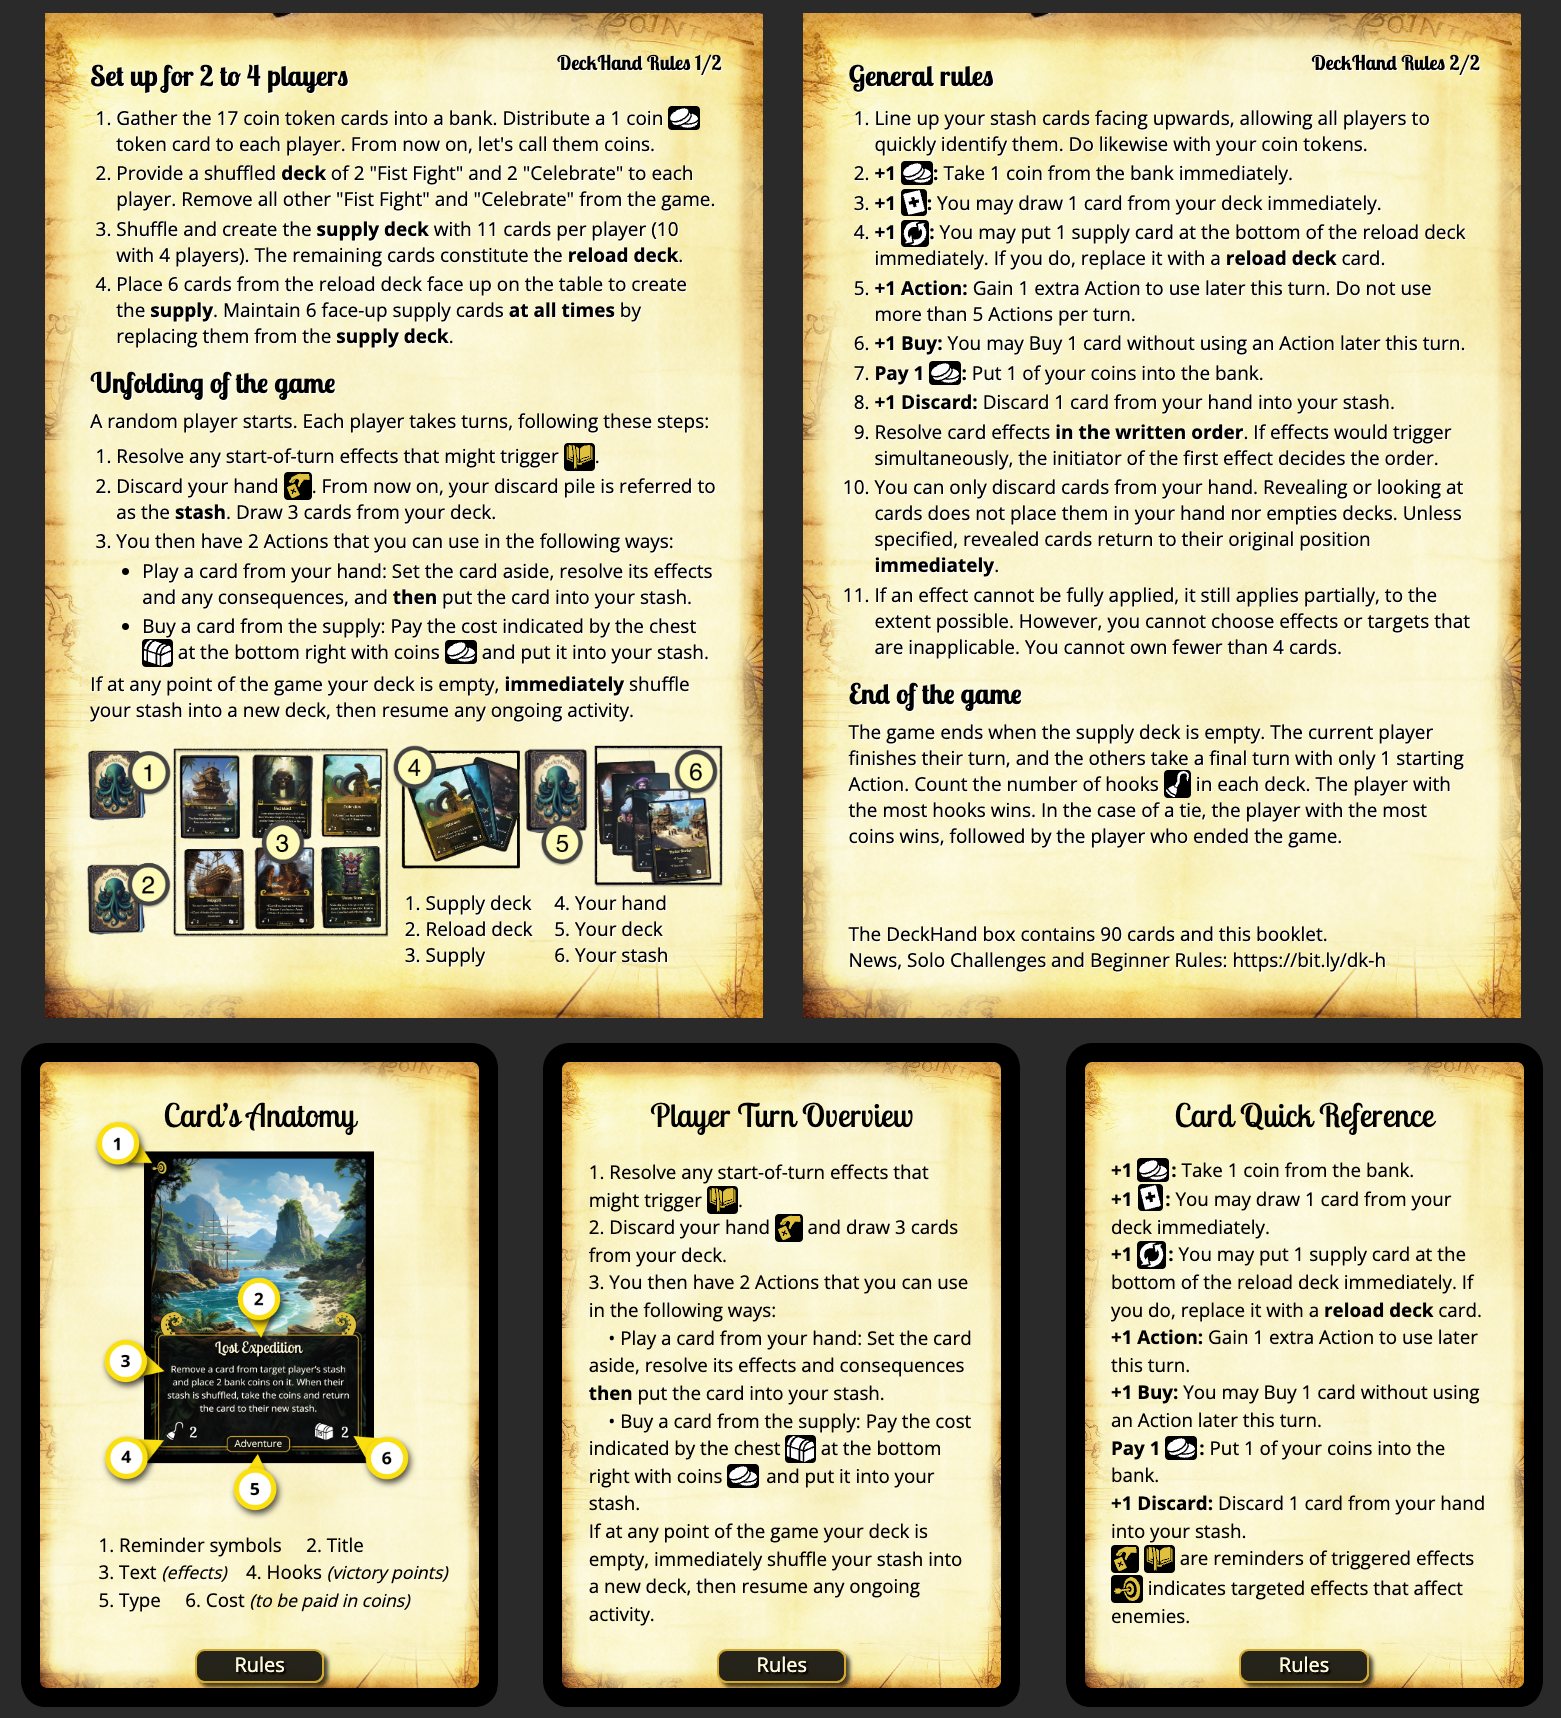 DeckHand Rules 1/2
Set up for 2 to 4 players
1. Gather the 17 coin token cards into a bank. Distribute a 1 coin
token card to each player. From now on, let's call them coins.
2. Provide a shuffled deck of 2 "Fist Fight" and 2 "Celebrate" to each
player. Remove all other "Fist Fight" and "Celebrate" from the game.
3. Shuffle and create the supply deck with 11 cards per player (10
with 4 players). The remaining cards constitute the reload deck.
4. Place 6 cards from the reload deck face up on the table to create
the supply. Maintain 6 face-up supply cards at all times by
replacing them from the supply deck.
Unfolding of the game
A random player starts. Each player takes turns, following these steps:
1. Resolve any start-of-turn effects that might trigger .
2. Discard your hand . From now on, your discard pile is referred to
as the stash. Draw 3 cards from your deck.
3. You then have 2 Actions that you can use in the following ways:
• Play a card from your hand: Set the card aside, resolve its effects
and any consequences, and then put the card into your stash.
• Buy a card from the supply: Pay the cost indicated by the chest
at the bottom right with coins and put it into your stash.
If at any point of the game your deck is empty, immediately shuffle
your stash into a new deck, then resume any ongoing activity.
1
2
3
4
5
6
1. Supply deck 4. Your hand
2. Reload deck 5. Your deck
3. Supply 6. Your stash
DeckHand Rules 2/2
General rules
1. Line up your stash cards facing upwards, allowing all players to
quickly identify them. Do likewise with your coin tokens.
2. +1 : Take 1 coin from the bank immediately.
3. +1 : You may draw 1 card from your deck immediately.
4. +1 : You may put 1 supply card at the bottom of the reload deck
immediately. If you do, replace it with a reload deck card.
5. +1 Action: Gain 1 extra Action to use later this turn. Do not use
more than 5 Actions per turn.
6. +1 Buy: You may Buy 1 card without using an Action later this turn.
7. Pay 1 : Put 1 of your coins into the bank.
8. +1 Discard: Discard 1 card from your hand into your stash.
9. Resolve card effects in the written order. If effects would trigger
simultaneously, the initiator of the first effect decides the order.
10. You can only discard cards from your hand. Revealing or looking at
cards does not place them in your hand nor empties decks. Unless
specified, revealed cards return to their original position
immediately.
11. If an effect cannot be fully applied, it still applies partially, to the
extent possible. However, you cannot choose effects or targets that
are inapplicable. You cannot own fewer than 4 cards.
End of the game
The game ends when the supply deck is empty. The current player
finishes their turn, and the others take a final turn with only 1 starting
Action. Count the number of hooks in each deck. The player with
the most hooks wins. In the case of a tie, the player with the most
coins wins, followed by the player who ended the game.
The DeckHand box contains 90 cards and this booklet.
News, Solo Challenges and Beginner Rules: https://bit.ly/dk-h
Card's Anatomy
1
2
Lost Expedition
3
Remove a card from target player's stash
and place 2 bank coins on it. When their
stash is shuffled, take the coins and return
the card to their new stash.
2 2
Adventure
4
5
6
1. Reminder symbols 2. Title
3. Text (effects) 4. Hooks (victory points)
5. Type 6. Cost (to be paid in coins)
Rules
Player Turn Overview
1. Resolve any start-of-turn effects that
might trigger .
2. Discard your hand and draw 3 cards
from your deck.
3. You then have 2 Actions that you can use
in the following ways:
• Play a card from your hand: Set the card
aside, resolve its effects and consequences
then put the card into your stash.
• Buy a card from the supply: Pay the cost
indicated by the chest at the bottom
right with coins and put it into your
stash.
If at any point of the game your deck is
empty, immediately shuffle your stash into
a new deck, then resume any ongoing
activity.
Rules
Card Quick Reference
+1 : Take 1 coin from the bank.
+1 : You may draw 1 card from your
deck immediately.
+1 : You may put 1 supply card at the
bottom of the reload deck immediately. If
you do, replace it with a reload deck card.
+1 Action: Gain 1 extra Action to use later
this turn.
+1 Buy: You may Buy 1 card without using
an Action later this turn.
Pay 1 : Put 1 of your coins into the
bank.
+1 Discard: Discard 1 card from your hand
into your stash.
are reminders of triggered effects
indicates targeted effects that affect
enemies.
Rules